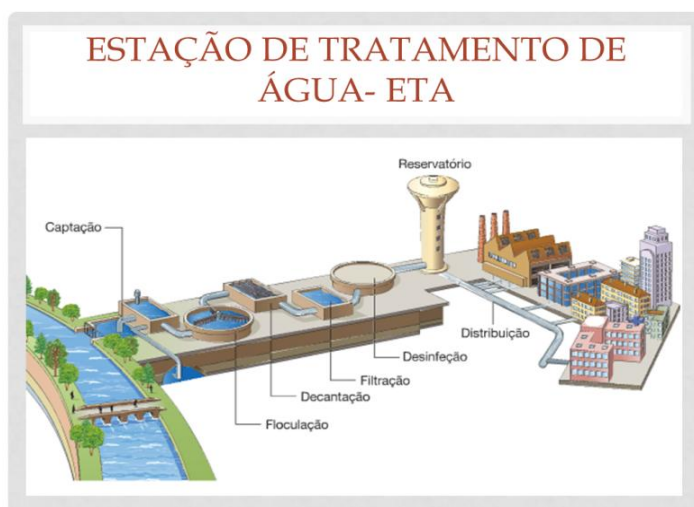 ESTAÇÃO DE TRATAMENTO DE
ÁGUA- ETA
Reservatório
Captação
Distribuição
Desinfeção
Filtração
Decantação
Floculação